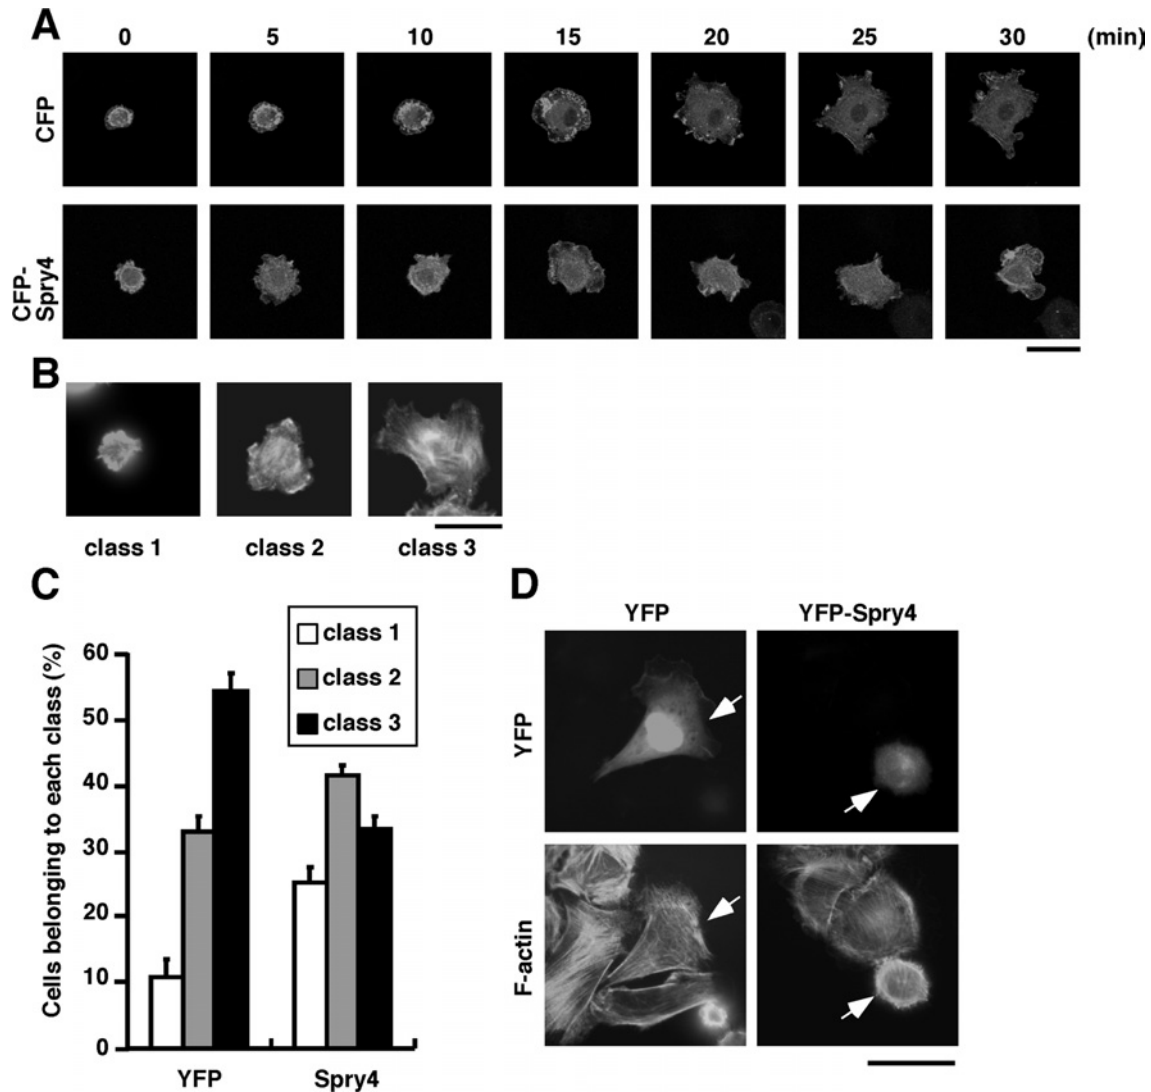 A
0 5 10 15 20 25 30 (min)
CFP
CFP-
Spry4
B
class 1 class 2 class 3
C
class 1
class 2
class 3
Cells belonging to each class (%)
60
50
40
30
20
10
0
YFP Spry4
D
YFP YFP-Spry4
YFP
F-actin